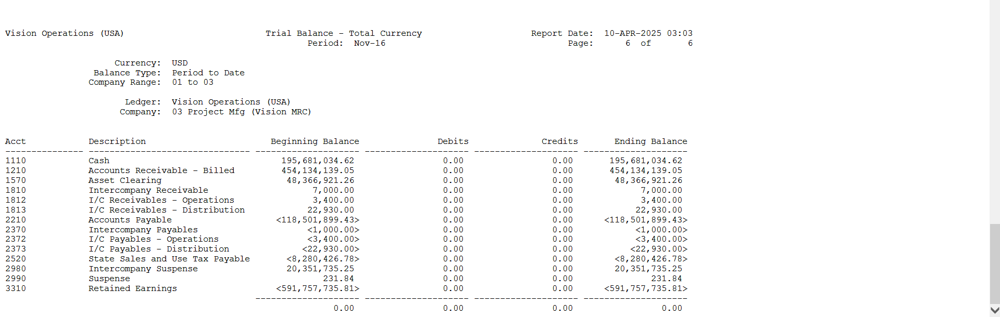 Vision Operations (USA) Trial Balance - Total Currency Report Date: 10-APR-2025 03:03
Period: Nov-16 Page: 6 of 6
Currency: USD
Balance Type: Period to Date
Company Range: 01 to 03
Ledger: Vision Operations (USA)
Company: 03 Project Mfg (Vision MRC)
Acct Description Beginning Balance Debits Credits Ending Balance
--------------- ------------------------------- -------------------- -------------------- -------------------- --------------------
1110 Cash 195,681,034.62 0.00 0.00 195,681,034.62
1210 Accounts Receivable - Billed 454,134,139.05 0.00 0.00 454,134,139.05
1570 Asset Clearing 48,366,921.26 0.00 0.00 48,366,921.26
1810 Intercompany Receivable 7,000.00 0.00 0.00 7,000.00
1812 I/C Receivables - Operations 3,400.00 0.00 0.00 3,400.00
1813 I/C Receivables - Distribution 22,930.00 0.00 0.00 22,930.00
2210 Accounts Payable <118,501,899.43> 0.00 0.00 <118,501,899.43>
2370 Intercompany Payables <1,000.00> 0.00 0.00 <1,000.00>
2372 I/C Payables - Operations <3,400.00> 0.00 0.00 <3,400.00>
2373 I/C Payables - Distribution <22,930.00> 0.00 0.00 <22,930.00>
2520 State Sales and Use Tax Payable <8,280,426.78> 0.00 0.00 <8,280,426.78>
2980 Intercompany Suspense 20,351,735.25 0.00 0.00 20,351,735.25
2990 Suspense 231.84 0.00 0.00 231.84
3310 Retained Earnings <591,757,735.81> 0.00 0.00 <591,757,735.81>
-------------------- -------------------- -------------------- --------------------
0.00 0.00 0.00 0.00